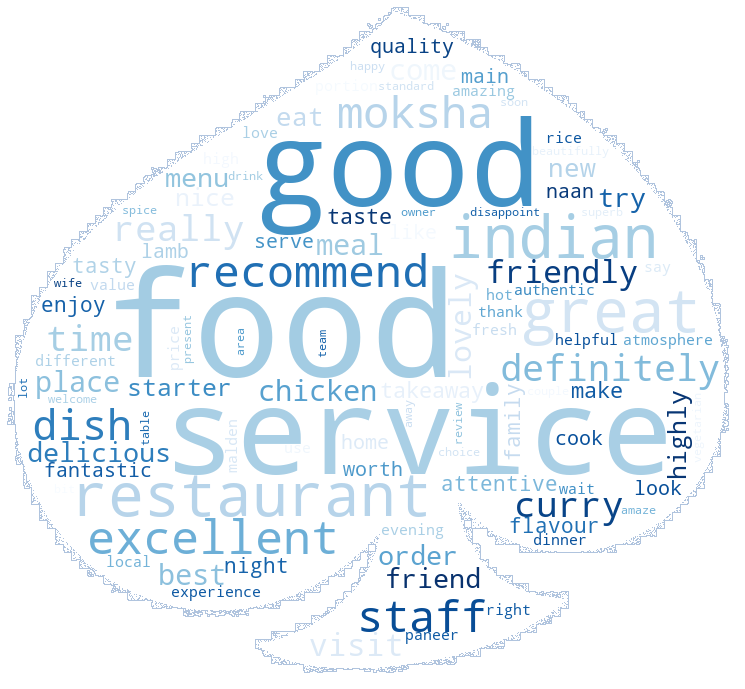 quality
happy
come
main
portion
standard
amazing
soon
eat
moksha
love
good
rice
beautifully
high
menu
drink
new
nice
naan
try
spice
taste
owner
disappoint
superb
really
like
indian
serve
meal
lamb
tasty
recommend
friendly
say
wife
value
hot
authentic
enjoy
food
lovely
thank
great
fresh
time
price
present
area
team
helpful
atmosphere
different
definitely
place
lot
starter
chicken
takeaway
make
welcome
away
family
highly
dish
table
service
review
cook
malden
home
use
choice
delicious
fantastic
worth
attentive
wait
look
restaurant
curry
amaze
excellent
evening
flavour
dinner
local
best
night
order
experience
friend
staff
right
visit
paneer